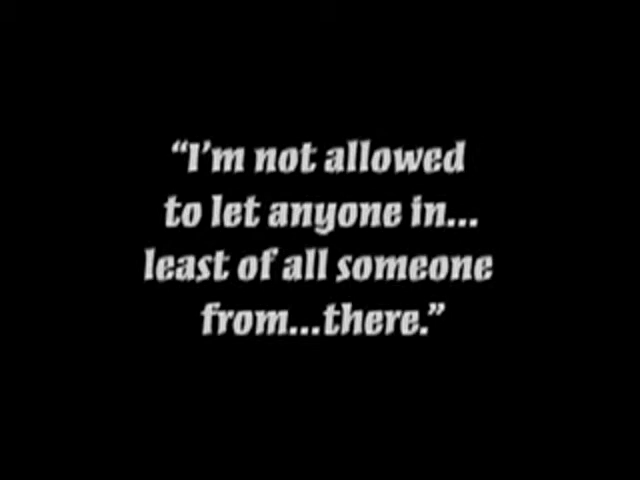 “I’m not allowed
to let anyone in...
least of all someone
from...there.”